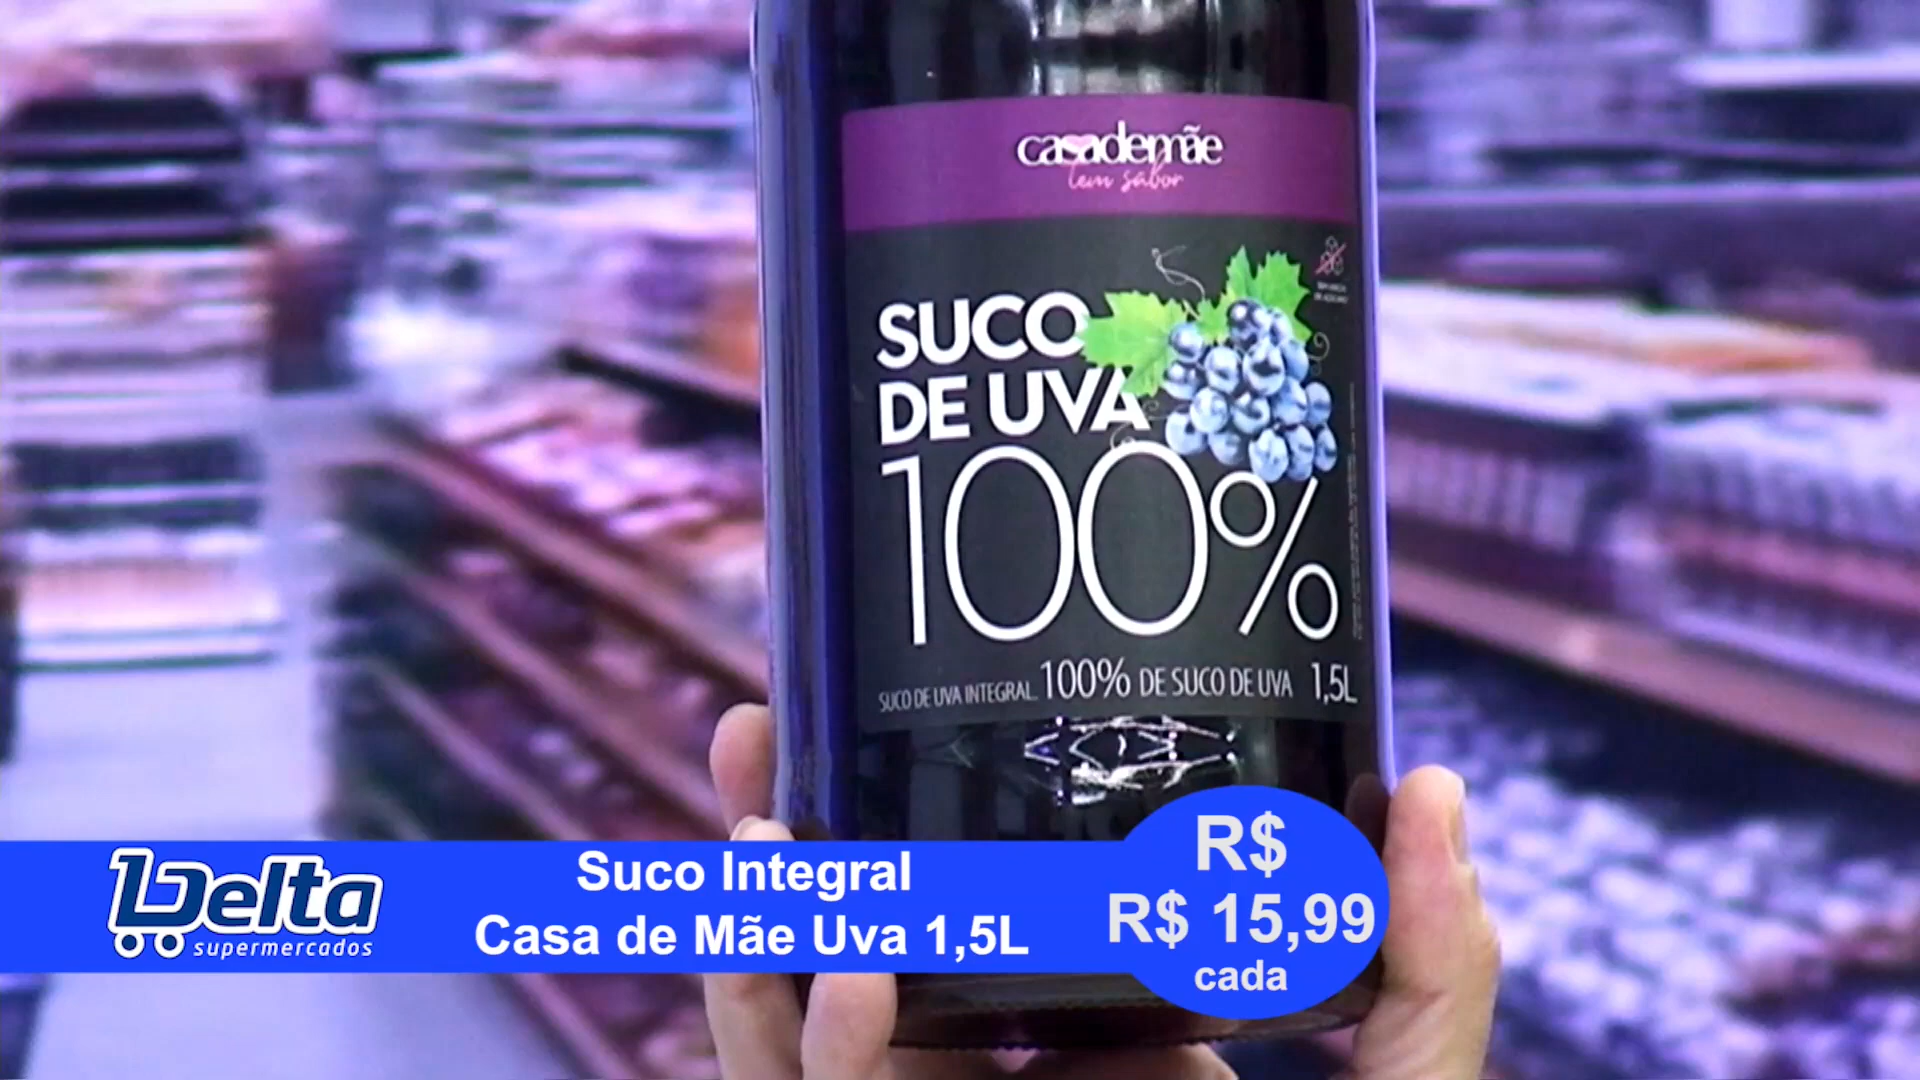 casademãe
tem sabor
SUCO
DE UVA
100%
SUCO DE UVA INTEGRAL. 100% DE SUCO DE UVA 1,5L
Delta
supermercados
Suco Integral
Casa de Mãe Uva 1,5L
R$
R$ 15,99
cada